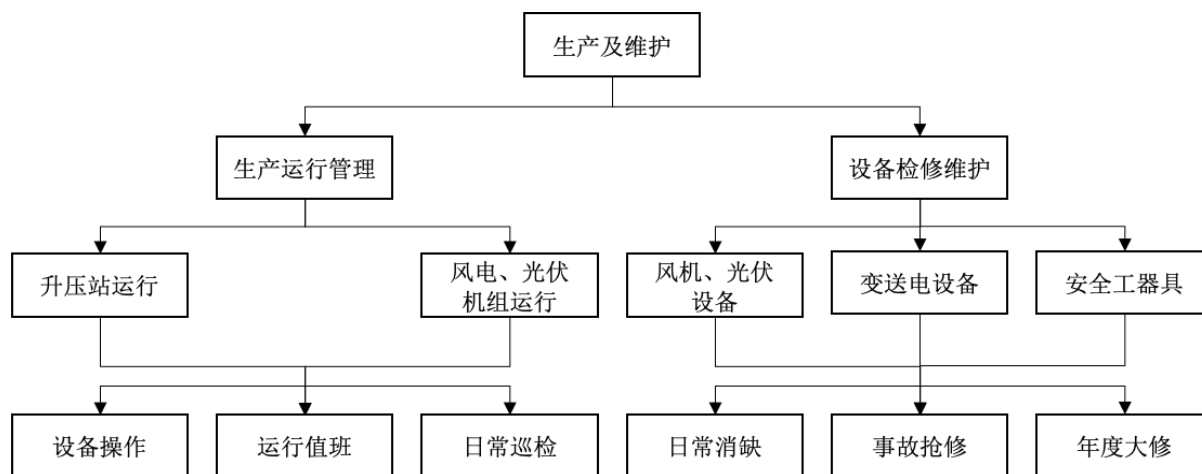 生产及维护
生产运行管理
设备检修维护
升压站运行
风电、光伏
机组运行
风机、光伏
设备
变送电设备
安全工器具
设备操作
运行值班
日常巡检
日常消缺
事故抢修
年度大修